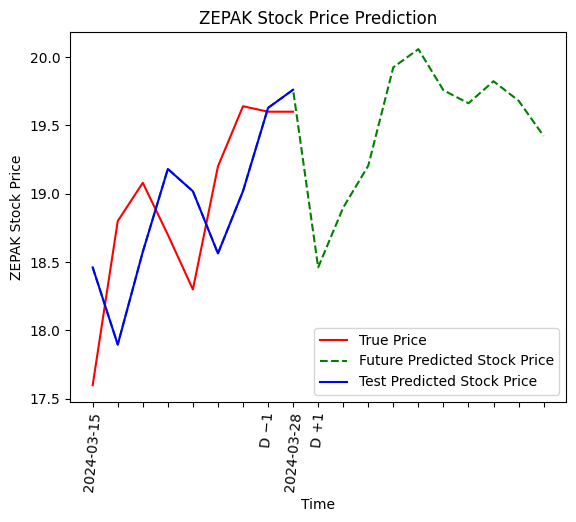 ZEPAK Stock Price Prediction
ZEPAK Stock Price
20.0
19.5
19.0
18.5
18.0
17.5
True Price
Future Predicted Stock Price
Test Predicted Stock Price
2024-03-15
D −1
2024-03-28
D +1
Time